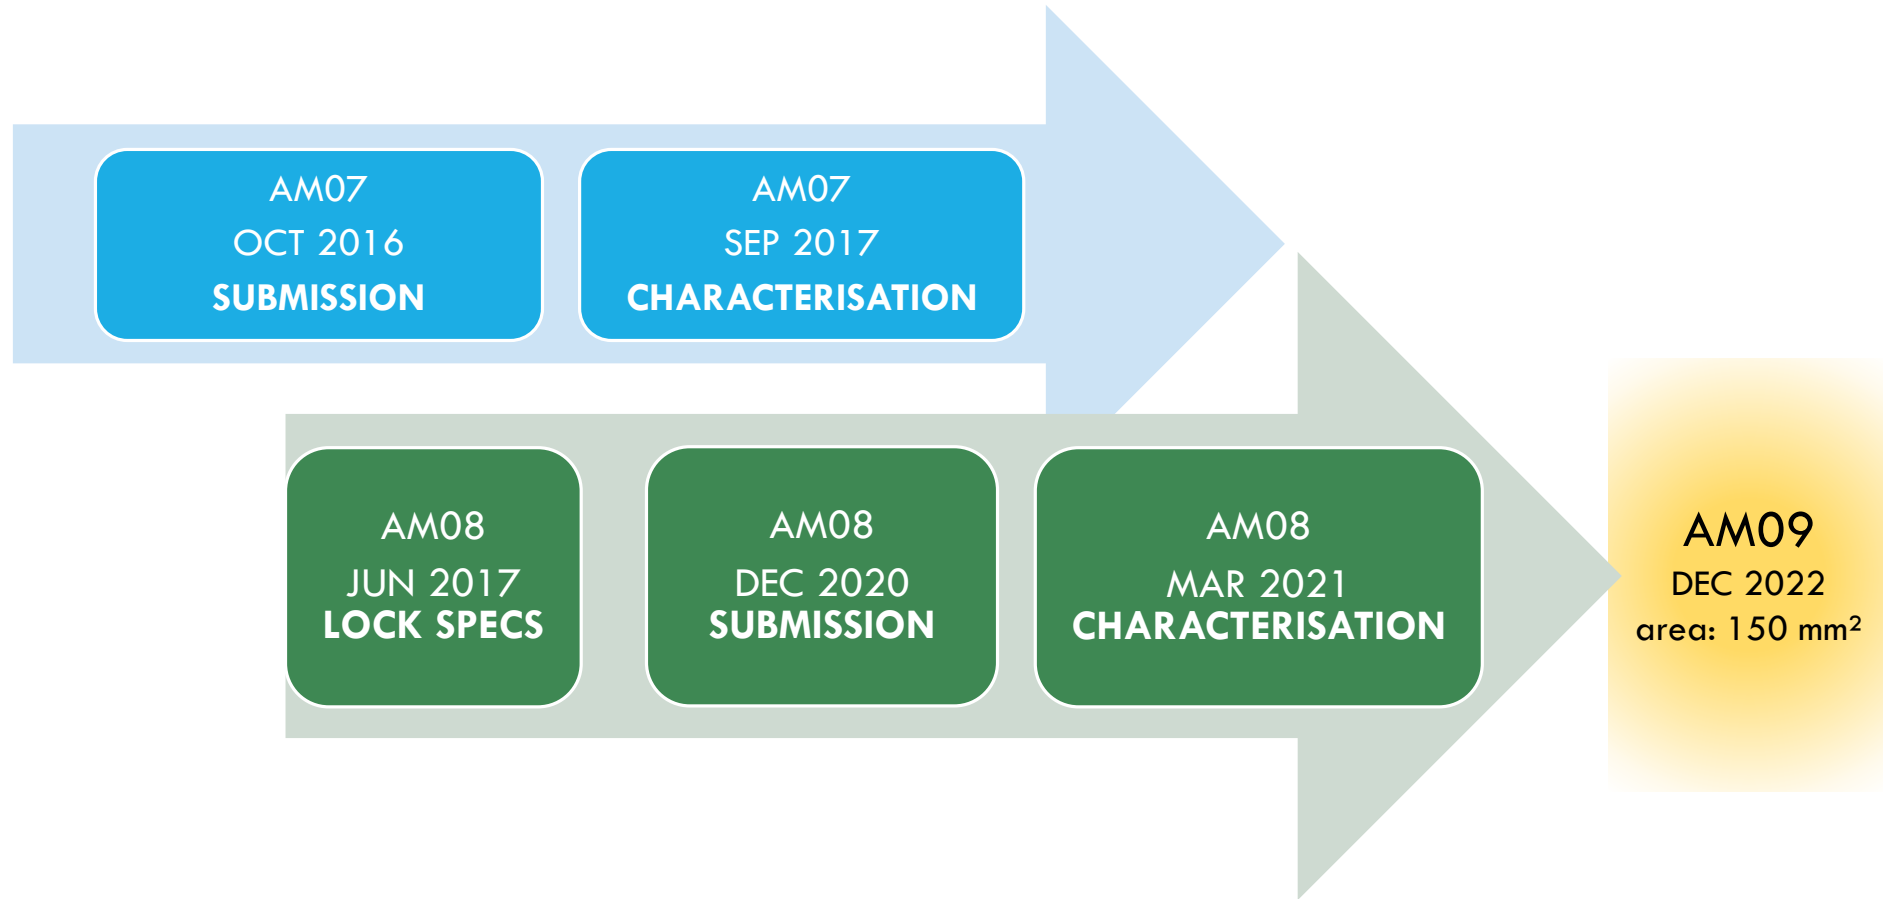 AM07
OCT 2016
SUBMISSION
AM07
SEP 2017
CHARACTERISATION
AM08
JUN 2017
LOCK SPECS
AM08
DEC 2020
SUBMISSION
AM08
MAR 2021
CHARACTERISATION
AM09
DEC 2022
area: 150 mm²